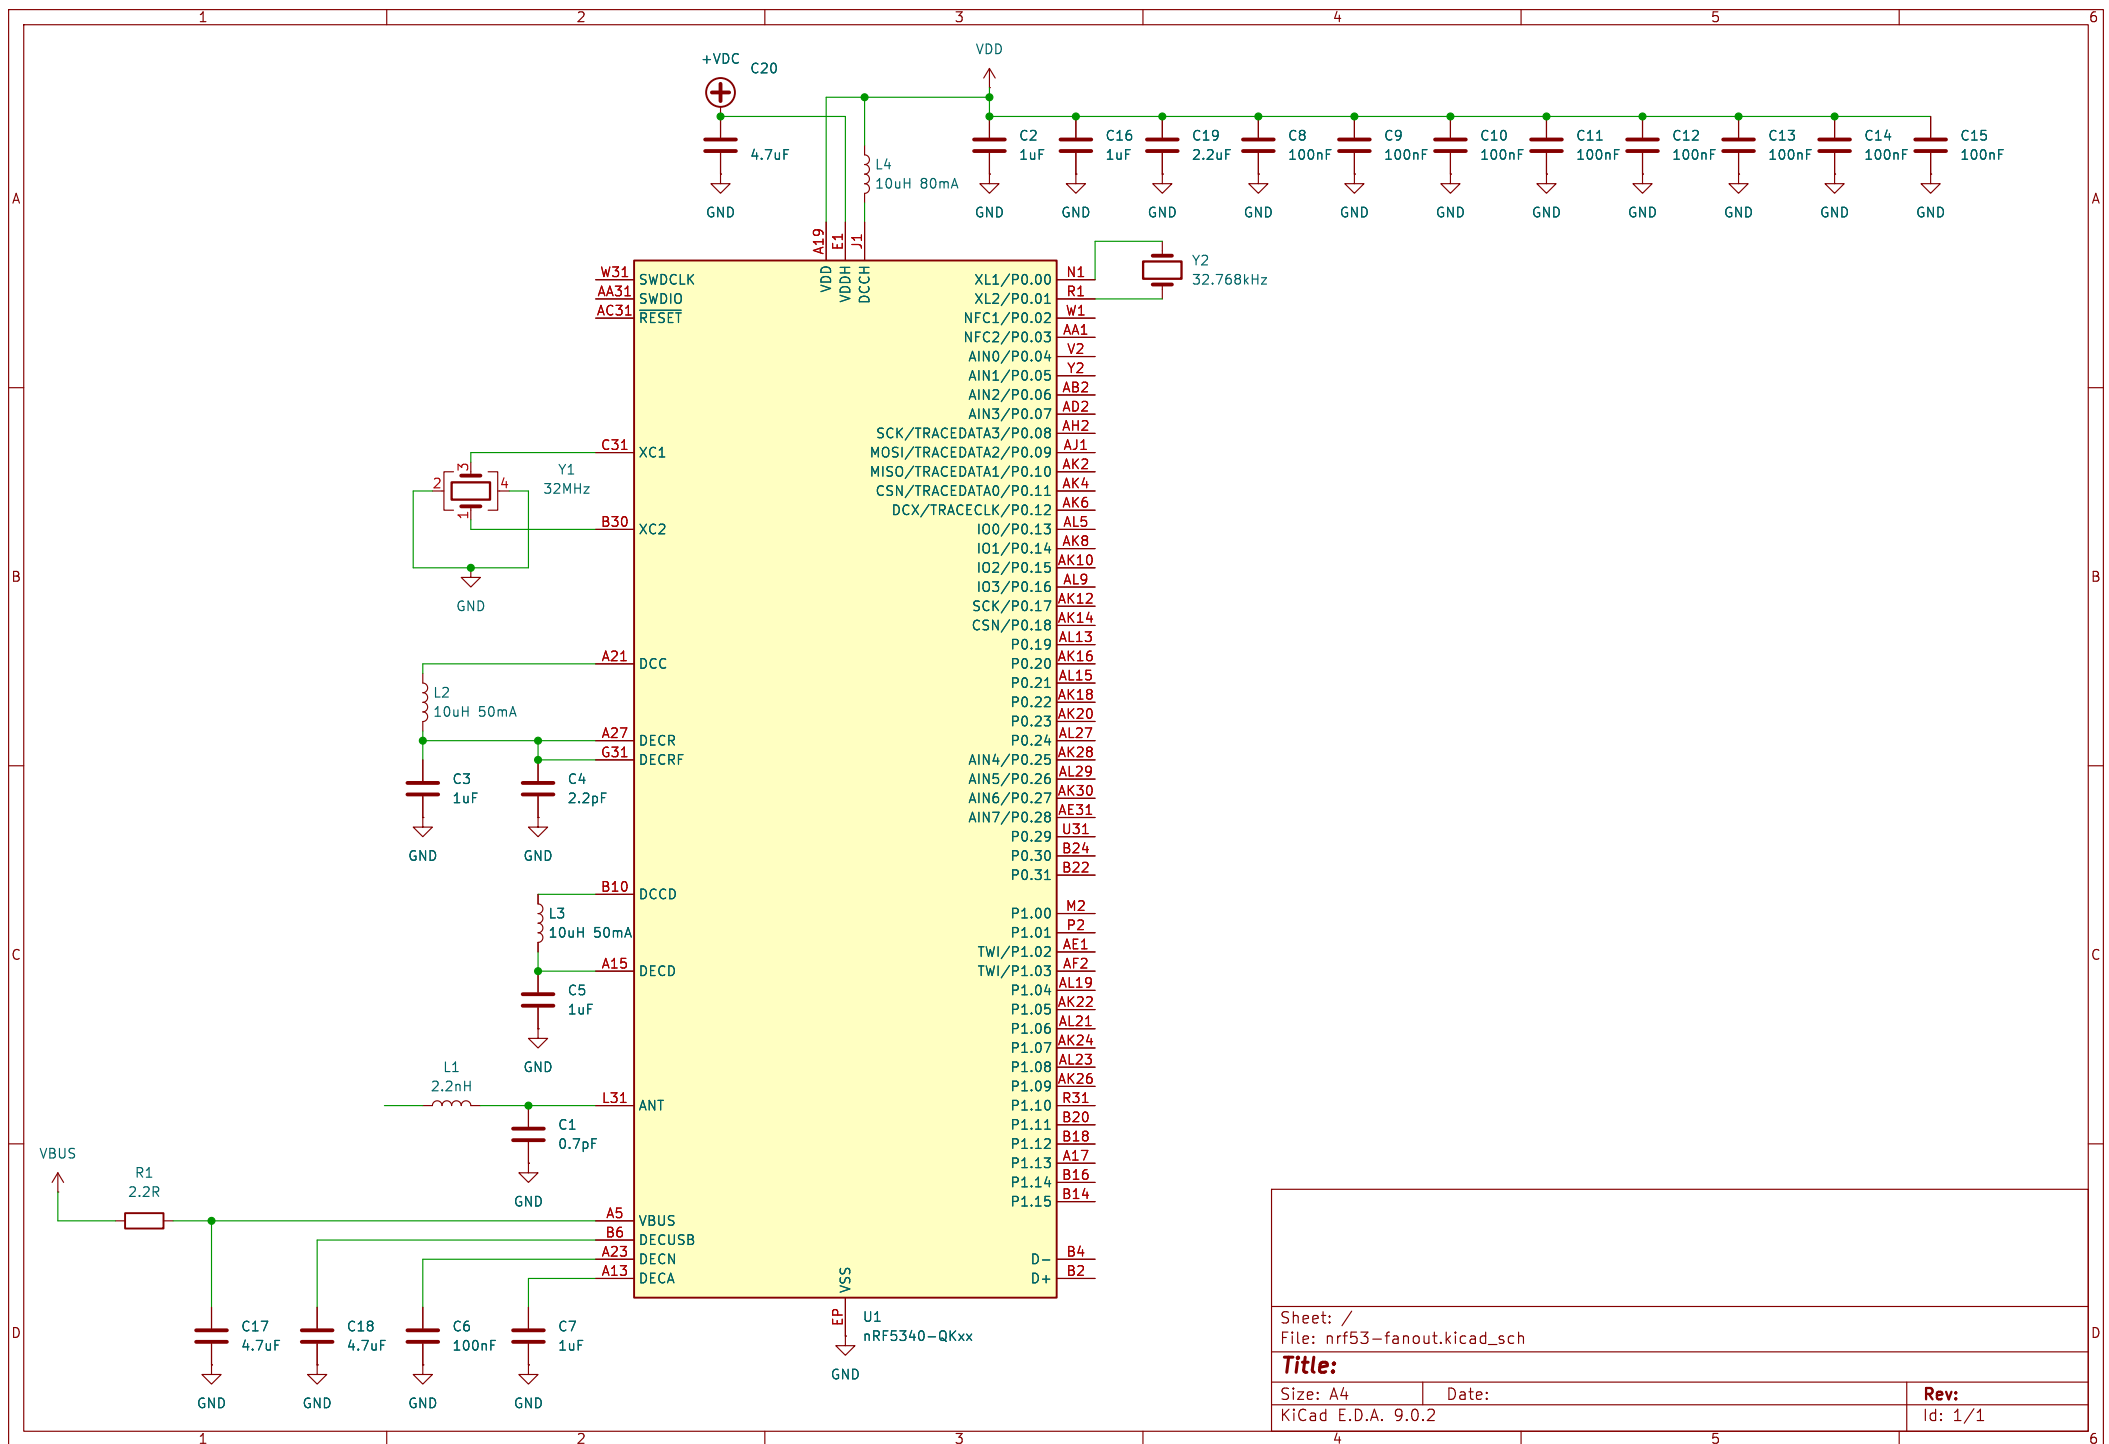 1 2 3 4 5 6
A
B
C
D
A
B
C
D
1 2 3 4 5 6
+VDC
C20
4.7uF
GND
VDD
L4
10uH 80mA
C2
1uF
GND
C16
1uF
GND
C19
2.2uF
GND
C8
100nF
GND
C9
100nF
GND
C10
100nF
GND
C11
100nF
GND
C12
100nF
GND
C13
100nF
GND
C14
100nF
GND
C15
100nF
GND
A19 E1 J1
VDD VDDH DCCH
W31 SWDCLK
AA31 SWDIO
AC31 RESET
C31 XC1
Y1
32MHz
3
2 4
1
B30 XC2
GND
A21 DCC
L2
10uH 50mA
A27 DECR
G31 DECRF
C3
1uF
GND
C4
2.2pF
GND
B10 DCCD
L3
10uH 50mA
A15 DECD
C5
1uF
GND
L1
2.2nH
L31 ANT
C1
0.7pF
GND
VBUS
R1
2.2R
A5 VBUS
B6 DECUSB
A23 DECN
A13 DECA
C17
4.7uF
GND
C18
4.7uF
GND
C6
100nF
GND
C7
1uF
GND
XL1/P0.00 N1
XL2/P0.01 R1
Y2
32.768kHz
NFC1/P0.02 W1
NFC2/P0.03 AA1
AIN0/P0.04 V2
AIN1/P0.05 Y2
AIN2/P0.06 AB2
AIN3/P0.07 AD2
SCK/TRACEDATA3/P0.08 AH2
MOSI/TRACEDATA2/P0.09 AJ1
MISO/TRACEDATA1/P0.10 AK2
CSN/TRACEDATA0/P0.11 AK4
DCX/TRACECLK/P0.12 AK6
IO0/P0.13 AL5
IO1/P0.14 AK8
IO2/P0.15 AK10
IO3/P0.16 AL9
SCK/P0.17 AK12
CSN/P0.18 AK14
P0.19 AL13
P0.20 AK16
P0.21 AL15
P0.22 AK18
P0.23 AK20
P0.24 AL27
AIN4/P0.25 AK28
AIN5/P0.26 AL29
AIN6/P0.27 AK30
AIN7/P0.28 AE31
P0.29 U31
P0.30 B24
P0.31 B22
P1.00 M2
P1.01 P2
TWI/P1.02 AE1
TWI/P1.03 AF2
P1.04 AL19
P1.05 AK22
P1.06 AL21
P1.07 AK24
P1.08 AL23
P1.09 AK26
P1.10 R31
P1.11 B20
P1.12 B18
P1.13 A17
P1.14 B16
P1.15 B14
D- B4
D+ B2
VSS
EP
U1
nRF5340-QKxx
GND
Sheet: /
File: nrf53-fanout.kicad_sch
Title:
Size: A4 Date: Rev:
KiCad E.D.A. 9.0.2 Id: 1/1